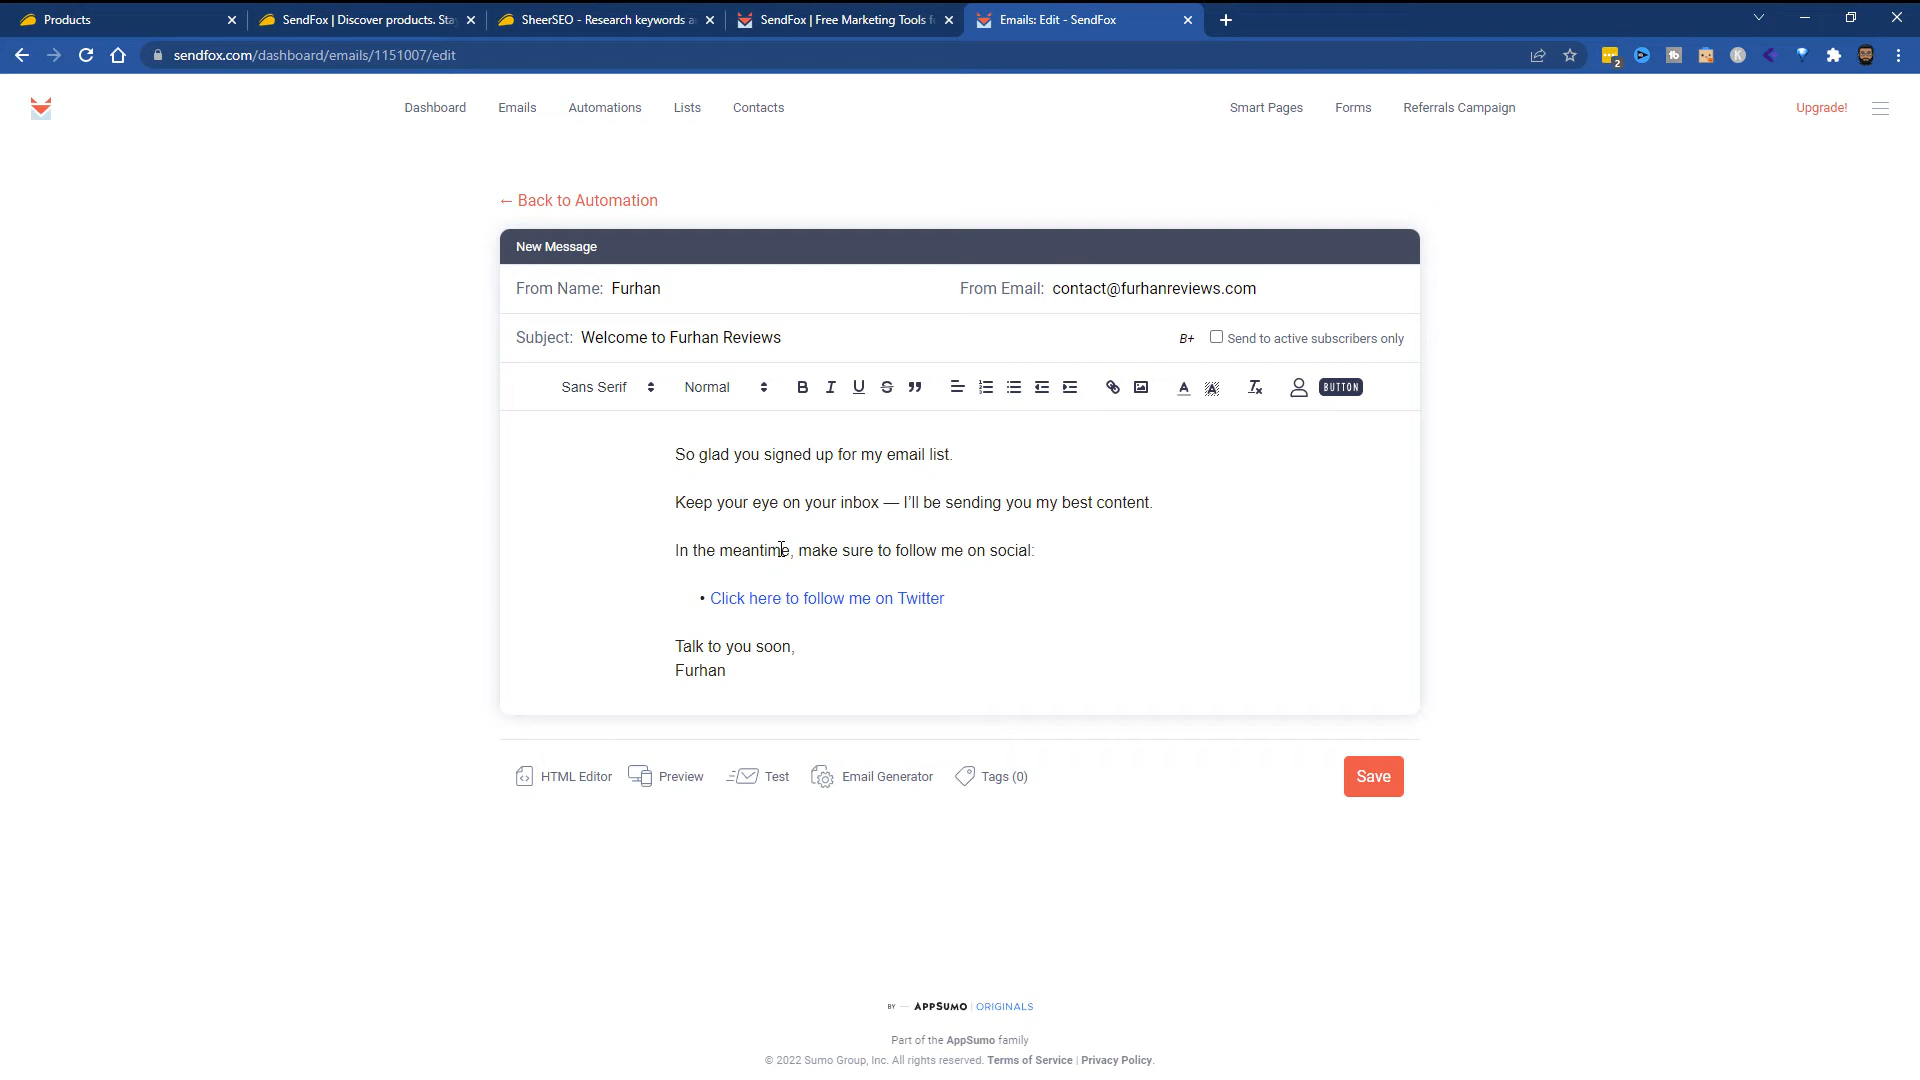 Products
SendFox | Discover products. Sta
SheerSEO - Research keywords a
SendFox | Free Marketing Tools f
Emails: Edit - SendFox
sendfox.com/dashboard/emails/1151007/edit
2
Dashboard
Emails
Automations
Lists
Contacts
Smart Pages
Forms
Referrals Campaign
Upgrade!
← Back to Automation
New Message
From Name: Furhan
From Email: contact@furhanreviews.com
Subject: Welcome to Furhan Reviews
B+
Send to active subscribers only
Sans Serif
Normal
BUTTON
So glad you signed up for my email list.
Keep your eye on your inbox — I’ll be sending you my best content.
In the meantime, make sure to follow me on social:
• Click here to follow me on Twitter
Talk to you soon,
Furhan
HTML Editor
Preview
Test
Email Generator
Tags (0)
Save
BY — APPSUMO | ORIGINALS
Part of the AppSumo family
© 2022 Sumo Group, Inc. All rights reserved. Terms of Service | Privacy Policy.